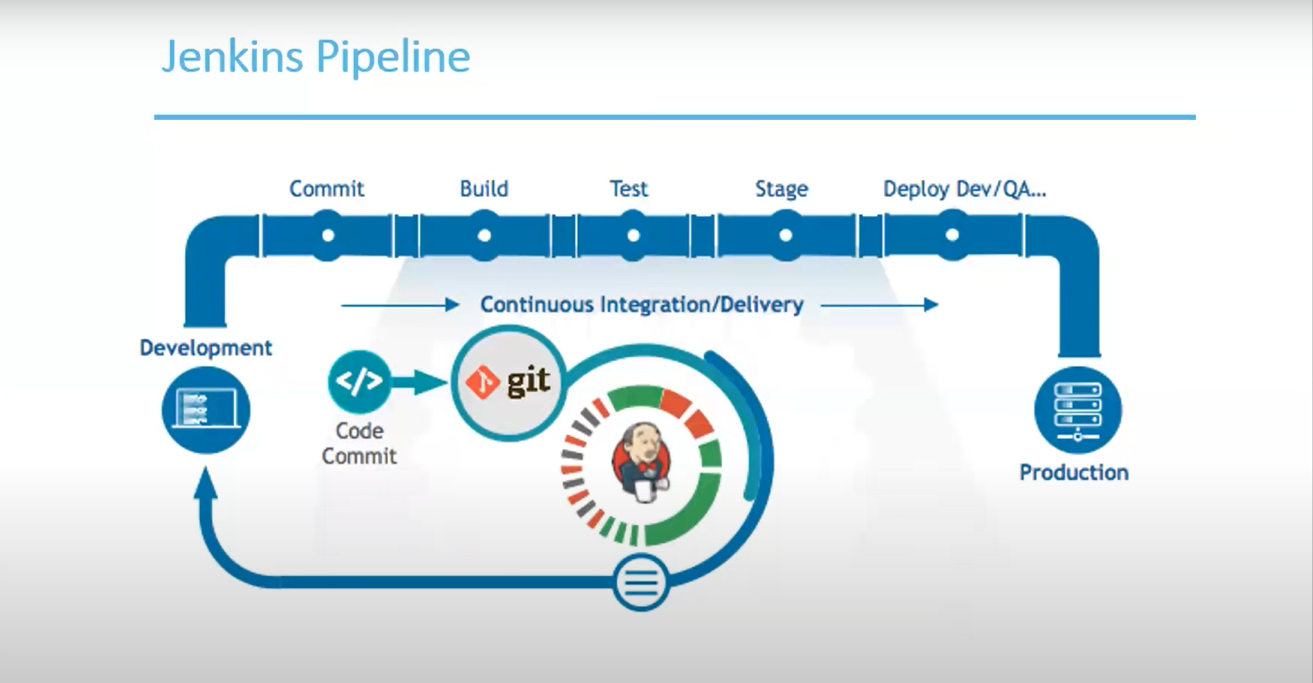 Jenkins Pipeline
Commit
Build
Test
Stage
Deploy Dev/QA...
Continuous Integration/Delivery
Development
</>
git
Code
Commit
Production